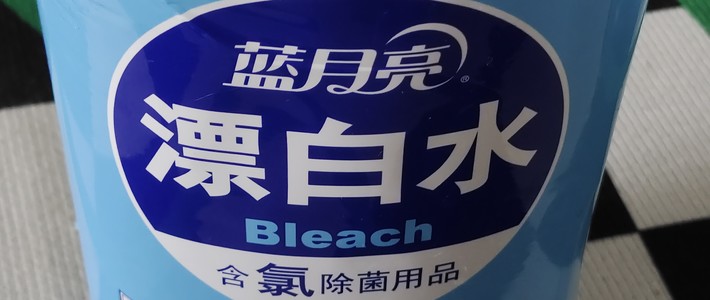 蓝月亮®
漂白水
Bleach
含氯除菌用品